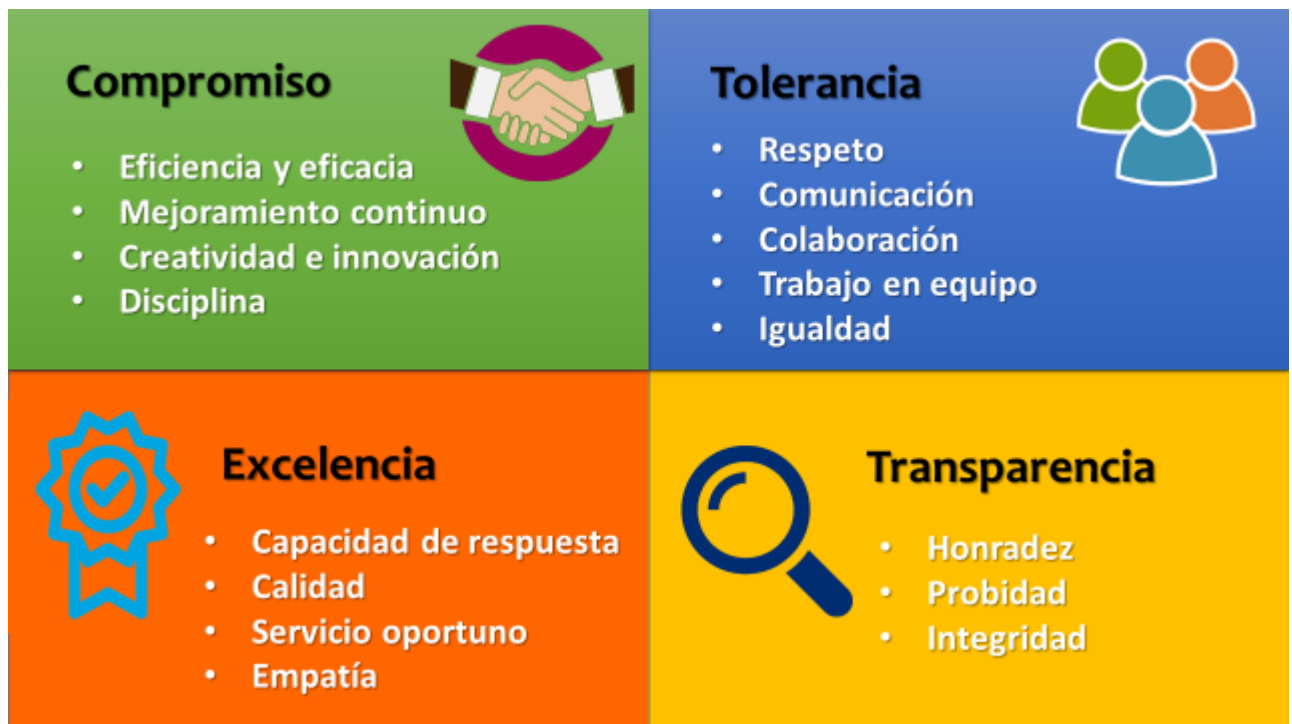 Compromiso
• Eficiencia y eficacia
• Mejoramiento continuo
• Creatividad e innovación
• Disciplina
Tolerancia
• Respeto
• Comunicación
• Colaboración
• Trabajo en equipo
• Igualdad
Excelencia
• Capacidad de respuesta
• Calidad
• Servicio oportuno
• Empatía
Transparencia
• Honradez
• Probidad
• Integridad